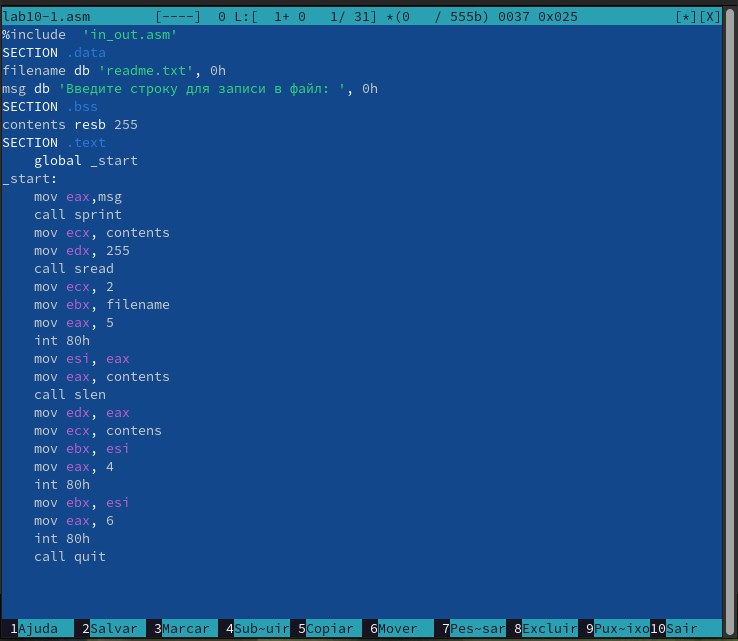 lab10-1.asm [----] 0 L:[ 1+ 0 1/ 31] *(0 / 555b) 0037 0x025 [*][X]
%include 'in_out.asm'
SECTION .data
filename db 'readme.txt', 0h
msg db 'Введите строку для записи в файл: ', 0h
SECTION .bss
contents resb 255
SECTION .text
global _start
_start:
mov eax,msg
call sprint
mov ecx, contents
mov edx, 255
call sread
mov ecx, 2
mov ebx, filename
mov eax, 5
int 80h
mov esi, eax
mov eax, contents
call slen
mov edx, eax
mov ecx, contens
mov ebx, esi
mov eax, 4
int 80h
mov ebx, esi
mov eax, 6
int 80h
call quit
1Ajuda 2Salvar 3Marcar 4Sub~uir 5Copiar 6Mover 7Pes~sar 8Excluir 9Pux~ixo 10Sair